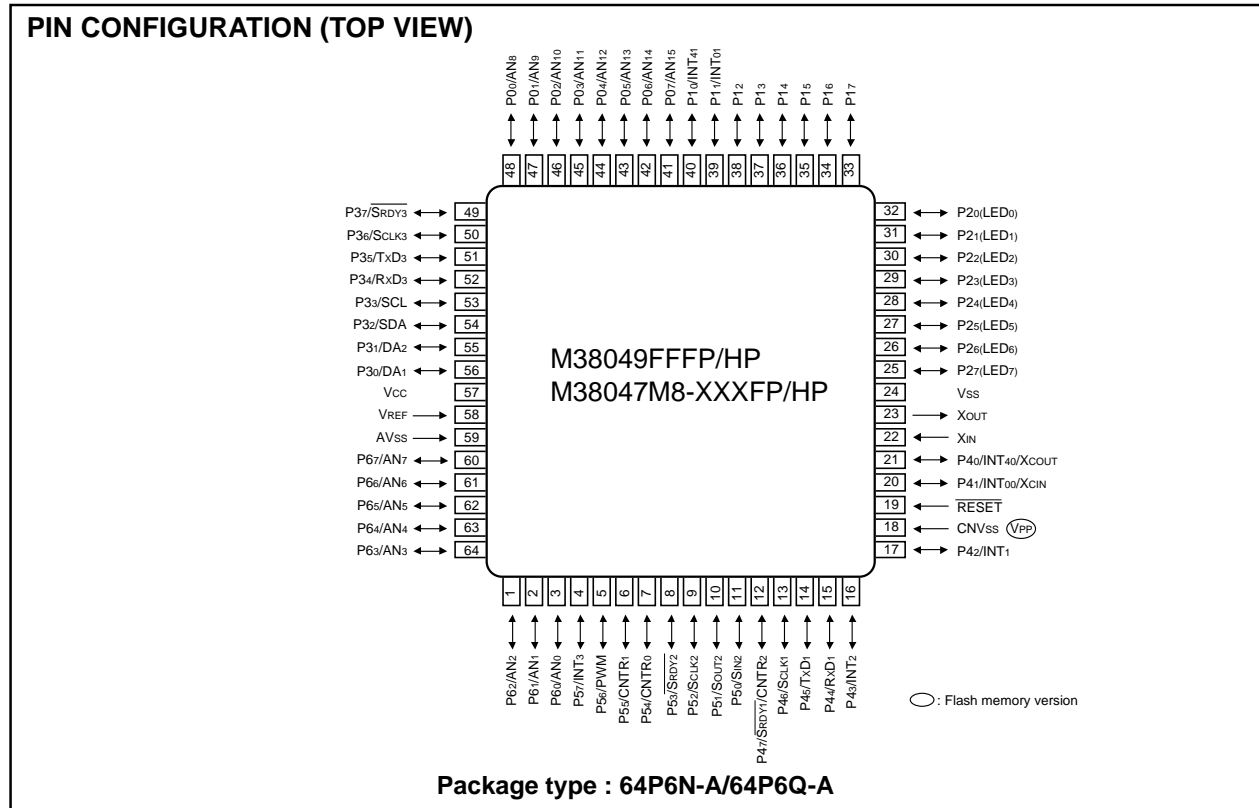 PIN CONFIGURATION (TOP VIEW)
P00/AN8
P01/AN9
P02/AN10
P03/AN11
P04/AN12
P05/AN13
P06/AN14
P07/AN15
P10/INT41
P11/INT01
P12
P13
P14
P15
P16
P17
48 47 46 45 44 43 42 41 40 39 38 37 36 35 34 33
P37/SRDY3 49
P36/SCLK3 50
P35/TXD3 51
P34/RXD3 52
P33/SCL 53
P32/SDA 54
P31/DA2 55
P30/DA1 56
VCC 57
VREF 58
AVSS 59
P67/AN7 60
P66/AN6 61
P65/AN5 62
P64/AN4 63
P63/AN3 64
M38049FFFP/HP
M38047M8-XXXFP/HP
32 P20(LED0)
31 P21(LED1)
30 P22(LED2)
29 P23(LED3)
28 P24(LED4)
27 P25(LED5)
26 P26(LED6)
25 P27(LED7)
24 VSS
23 XOUT
22 XIN
21 P40/INT40/XCOUT
20 P41/INT00/XCIN
19 RESET
18 CNVSS VPP
17 P42/INT1
1 2 3 4 5 6 7 8 9 10 11 12 13 14 15 16
P62/AN2
P61/AN1
P60/AN0
P57/INT3
P56/PWM
P55/CNTR1
P54/CNTR0
P53/SRDY2
P52/SCLK2
P51/SOUT2
P50/SIN2
P47/SRDY1/CNTR2
P46/SCLK1
P45/TXD1
P44/RXD1
P43/INT2
: Flash memory version
Package type : 64P6N-A/64P6Q-A